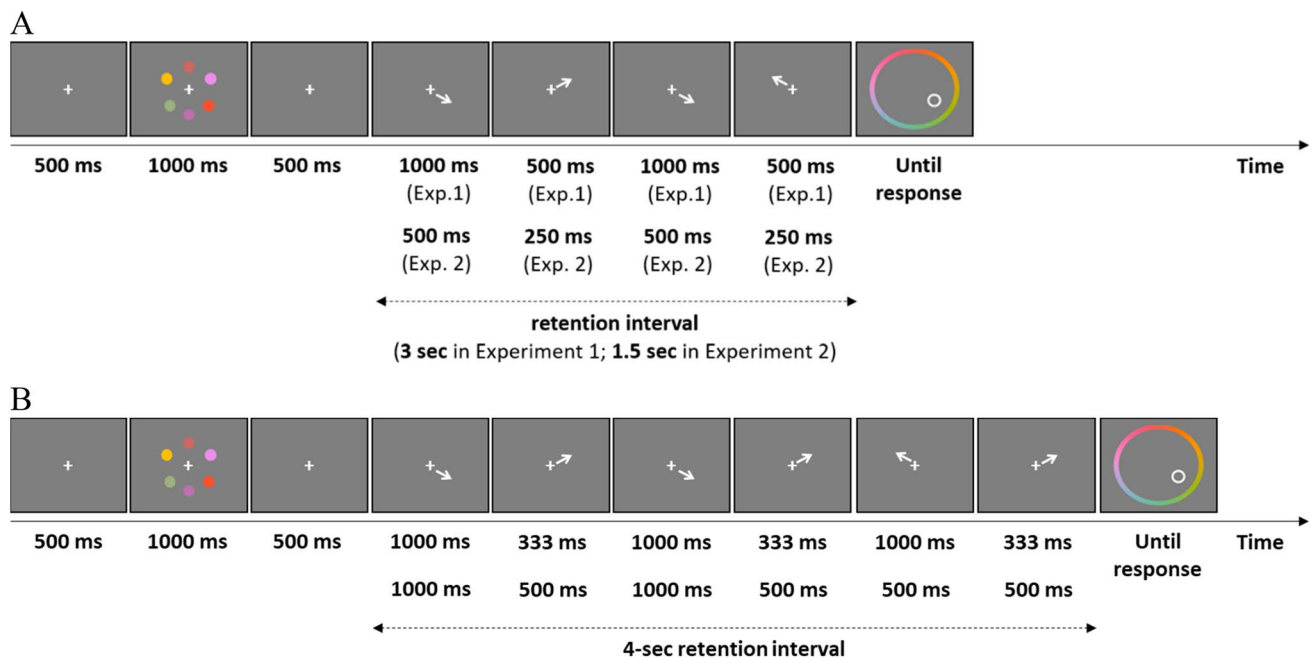 A
500 ms 1000 ms 500 ms 1000 ms 500 ms 1000 ms 500 ms Until Time
(Exp.1) (Exp.1) (Exp.1) (Exp.1) response
500 ms 250 ms 500 ms 250 ms
(Exp. 2) (Exp. 2) (Exp. 2) (Exp. 2)
retention interval
(3 sec in Experiment 1; 1.5 sec in Experiment 2)
B
500 ms 1000 ms 500 ms 1000 ms 333 ms 1000 ms 333 ms 1000 ms 333 ms Until Time
response
1000 ms 500 ms 1000 ms 500 ms 500 ms 500 ms
4-sec retention interval